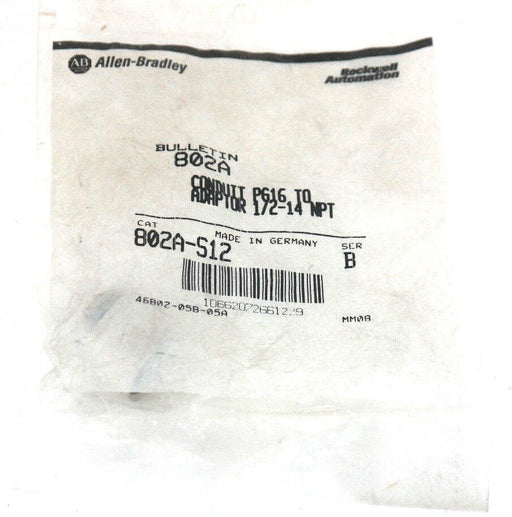 AB Allen-Bradley
Rockwell
Automation
BULLETIN
802A
CONDUIT PG16 TO
ADAPTOR 1/2-14 NPT
CAT
MADE IN GERMANY
SER
802A-S12
B
46802-058-05A
MM0B